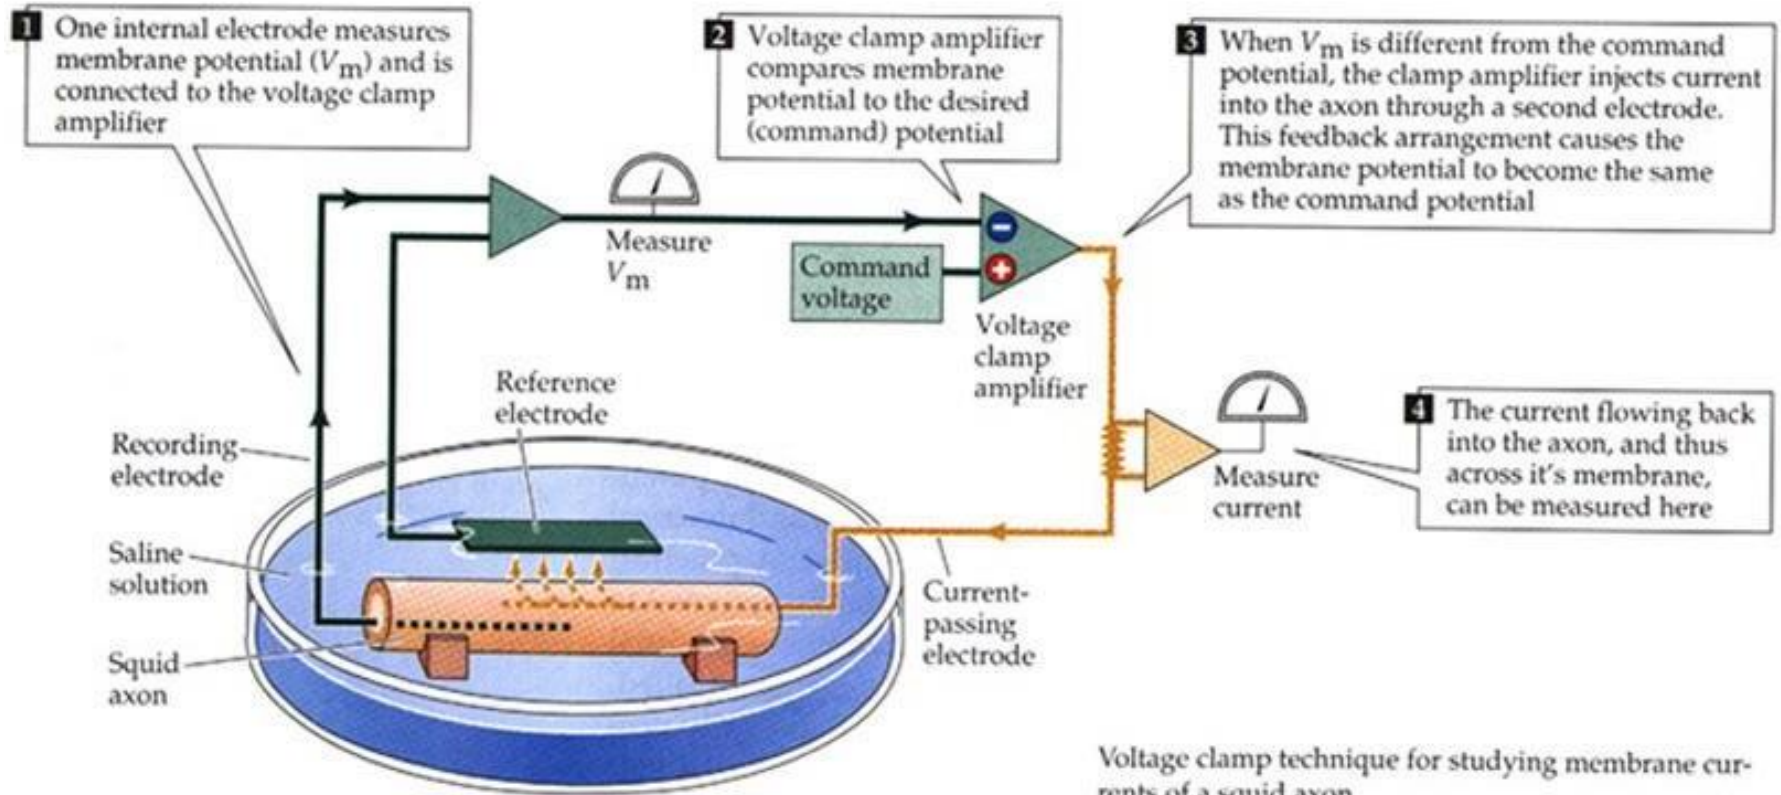 1 One internal electrode measures
membrane potential (Vm) and is
connected to the voltage clamp
amplifier
2 Voltage clamp amplifier
compares membrane
potential to the desired
(command) potential
3 When Vm is different from the command
potential, the clamp amplifier injects current
into the axon through a second electrode.
This feedback arrangement causes the
membrane potential to become the same
as the command potential
Measure
Vm
Command
voltage
−
+
Voltage
clamp
amplifier
Reference
electrode
Recording
electrode
Saline
solution
Squid
axon
Measure
current
4 The current flowing back
into the axon, and thus
across it's membrane,
can be measured here
Current-
passing
electrode
Voltage clamp technique for studying membrane cur-
rents of a squid axon